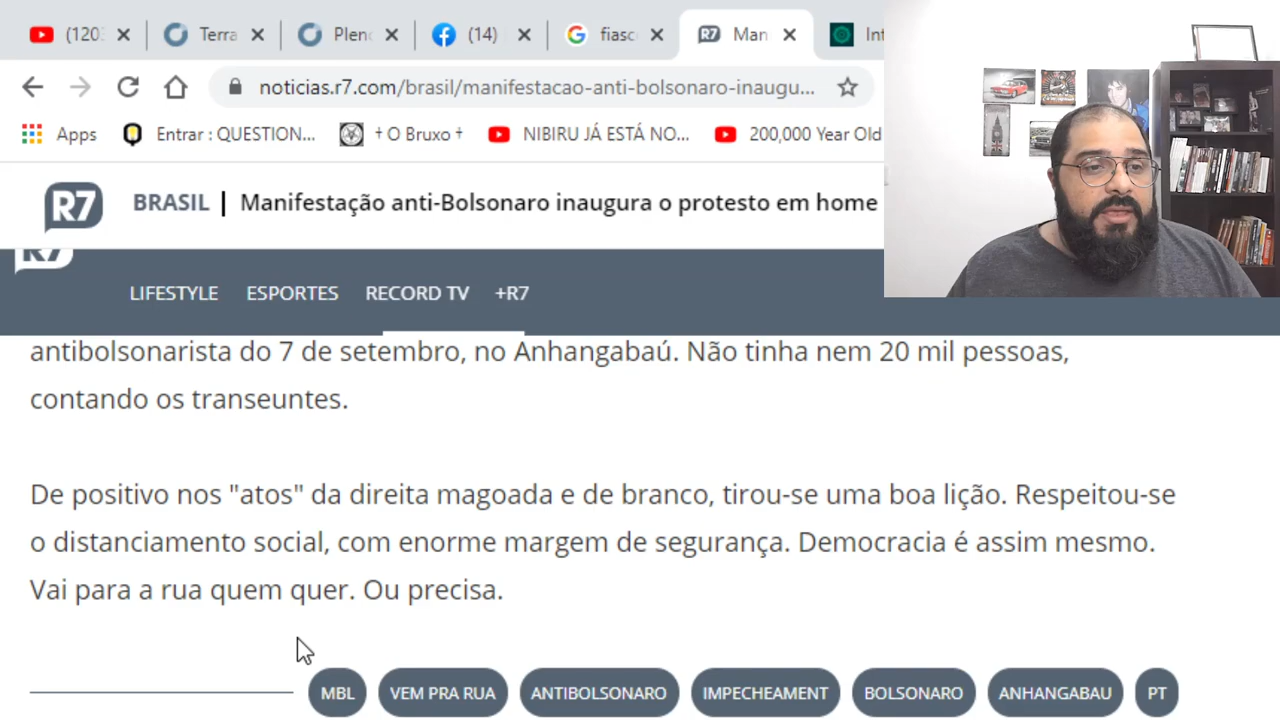 (120
Terra
Plen
(14)
fiasc
Man
Int
noticias.r7.com/brasil/manifestacao-anti-bolsonaro-inaugu...
Apps
Entrar : QUESTION...
† O Bruxo †
NIBIRU JÁ ESTÁ NO...
200,000 Year Old
R7
BRASIL | Manifestação anti-Bolsonaro inaugura o protesto em home
R7
LIFESTYLE ESPORTES RECORD TV +R7
antibolsonarista do 7 de setembro, no Anhangabaú. Não tinha nem 20 mil pessoas,
contando os transeuntes.
De positivo nos "atos" da direita magoada e de branco, tirou-se uma boa lição. Respeitou-se
o distanciamento social, com enorme margem de segurança. Democracia é assim mesmo.
Vai para a rua quem quer. Ou precisa.
MBL VEM PRA RUA ANTIBOLSONARO IMPECHEAMENT BOLSONARO ANHANGABAU PT